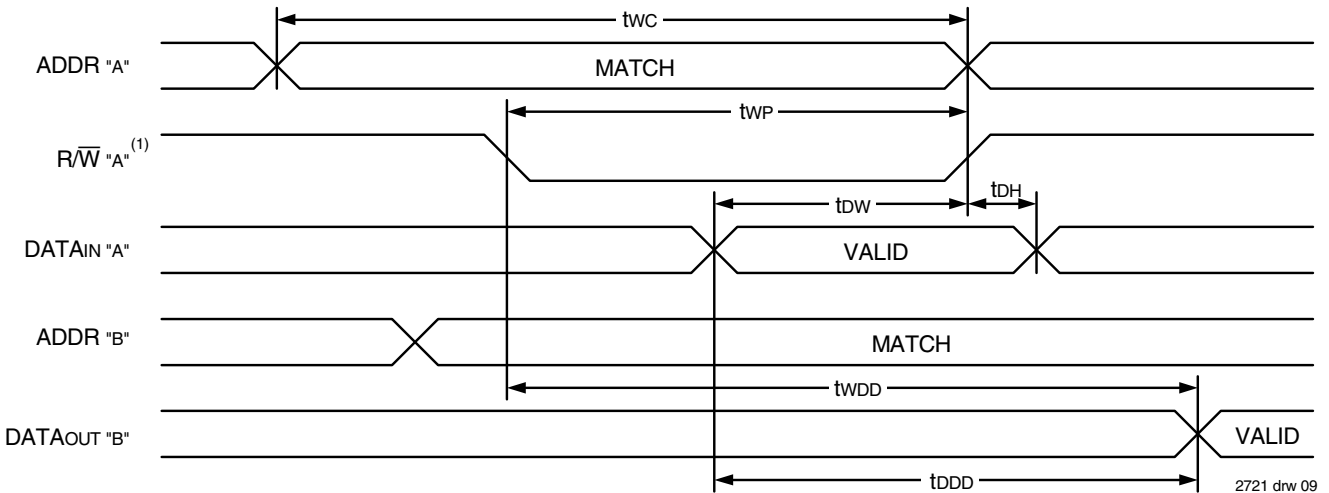 tWC
ADDR "A"
MATCH
tWP
R/W̅ "A" (1)
tDW
tDH
DATAIN "A"
VALID
ADDR "B"
MATCH
tWDD
DATAOUT "B"
VALID
tDDD
2721 drw 09